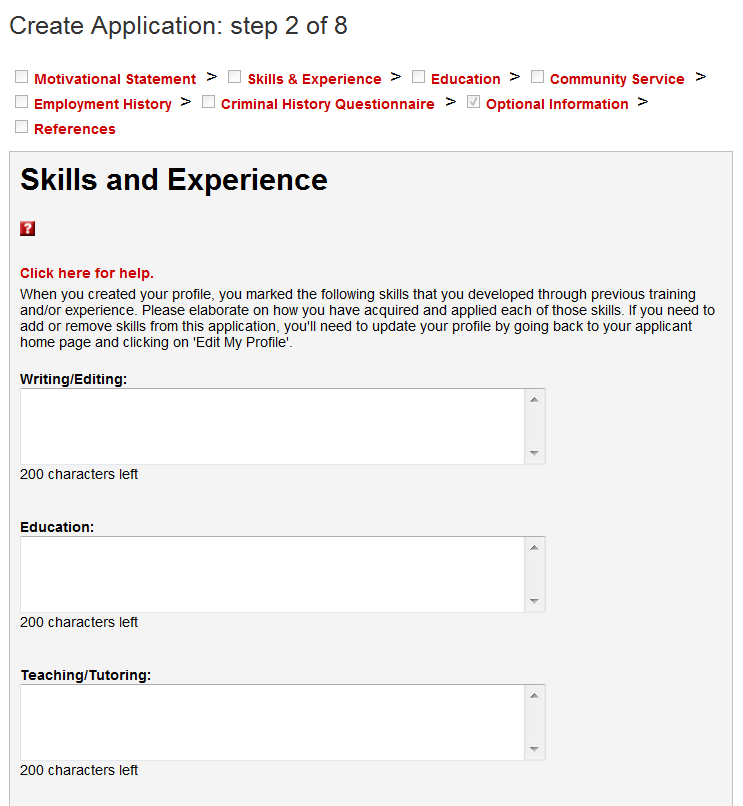 Create Application: step 2 of 8
Motivational Statement > Skills & Experience > Education > Community Service >
Employment History > Criminal History Questionnaire > Optional Information >
References
Skills and Experience
?
Click here for help.
When you created your profile, you marked the following skills that you developed through previous training
and/or experience. Please elaborate on how you have acquired and applied each of those skills. If you need to
add or remove skills from this application, you'll need to update your profile by going back to your applicant
home page and clicking on 'Edit My Profile'.
Writing/Editing:
200 characters left
Education:
200 characters left
Teaching/Tutoring:
200 characters left